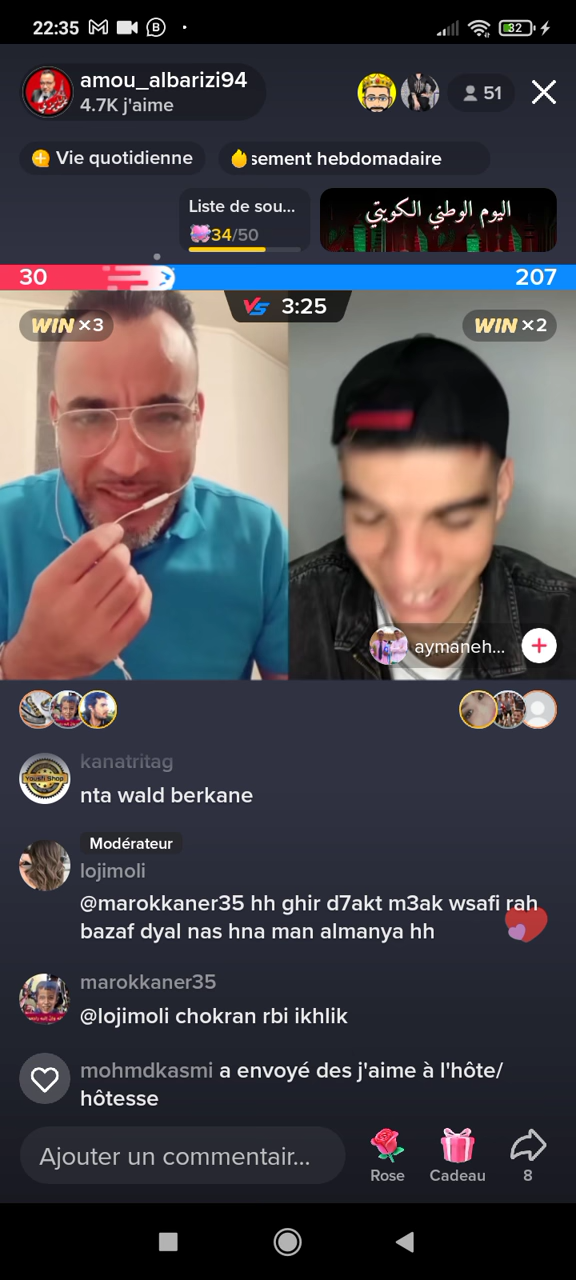 22:35
32
amou_albarizi94
4.7K j'aime
51
Vie quotidienne
sement hebdomadaire
Liste de sou...
34/50
اليوم الوطني الكويتي
30
207
VS 3:25
WIN ×3
WIN ×2
aymaneh...
kanatritag
nta wald berkane
Modérateur
lojimoli
@marokkaner35 hh ghir d7akt m3ak wsafi rah
bazaf dyal nas hna man almanya hh
marokkaner35
@lojimoli chokran rbi ikhlik
mohmdkasmi a envoyé des j'aime à l'hôte/
hôtesse
Ajouter un commentair...
Rose
Cadeau
8